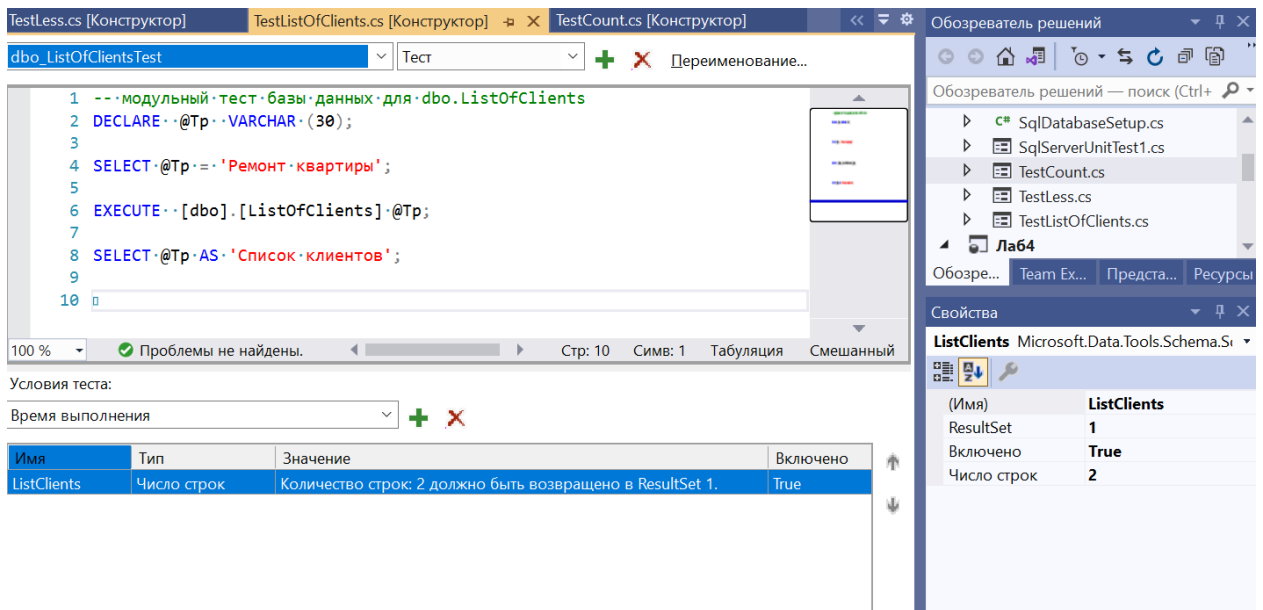 TestLess.cs [Конструктор]
TestListOfClients.cs [Конструктор]
TestCount.cs [Конструктор]
dbo_ListOfClientsTest
Тест
Переименование...
1 --·модульный·тест·базы·данных·для·dbo.ListOfClients
2 DECLARE··@Tp··VARCHAR·(30);
3
4 SELECT·@Tp·=·'Ремонт·квартиры';
5
6 EXECUTE··[dbo].[ListOfClients]·@Tp;
7
8 SELECT·@Tp·AS·'Список·клиентов';
9
10
100 %
Проблемы не найдены.
Стр: 10
Симв: 1
Табуляция
Смешанный
Условия теста:
Время выполнения
Имя Тип Значение Включено
ListClients Число строк Количество строк: 2 должно быть возвращено в ResultSet 1. True
Обозреватель решений
Обозреватель решений — поиск (Ctrl+
C# SqlDatabaseSetup.cs
SqlServerUnitTest1.cs
TestCount.cs
TestLess.cs
TestListOfClients.cs
Лаб4
Обозре... Team Ex... Предста... Ресурсы
Свойства
ListClients Microsoft.Data.Tools.Schema.S
(Имя) ListClients
ResultSet 1
Включено True
Число строк 2